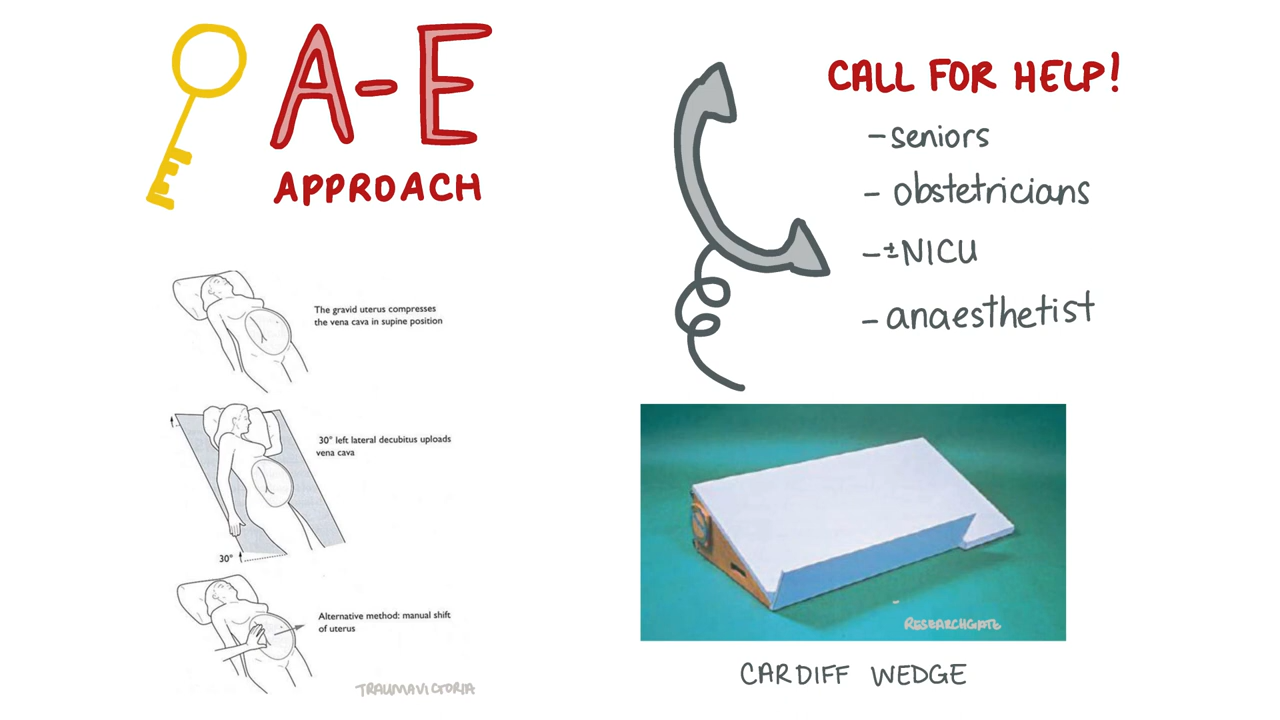 A-E
APPROACH
The gravid uterus compresses
the vena cava in supine position
30° left lateral decubitus uploads
vena cava
30°
Alternative method: manual shift
of uterus
TRAUMAVICTORIA
CALL FOR HELP!
- seniors
- obstetricians
- ± NICU
- anaesthetist
RESEARCHGATE
CARDIFF WEDGE